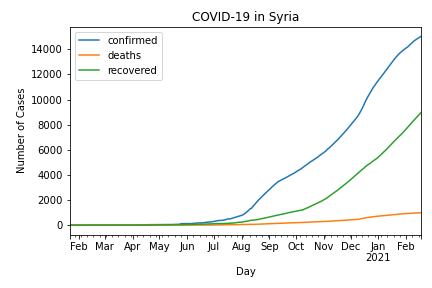 COVID-19 in Syria
confirmed
deaths
recovered
Number of Cases
14000
12000
10000
8000
6000
4000
2000
0
Feb Mar Apr May Jun Jul Aug Sep Oct Nov Dec Jan Feb
2021
Day